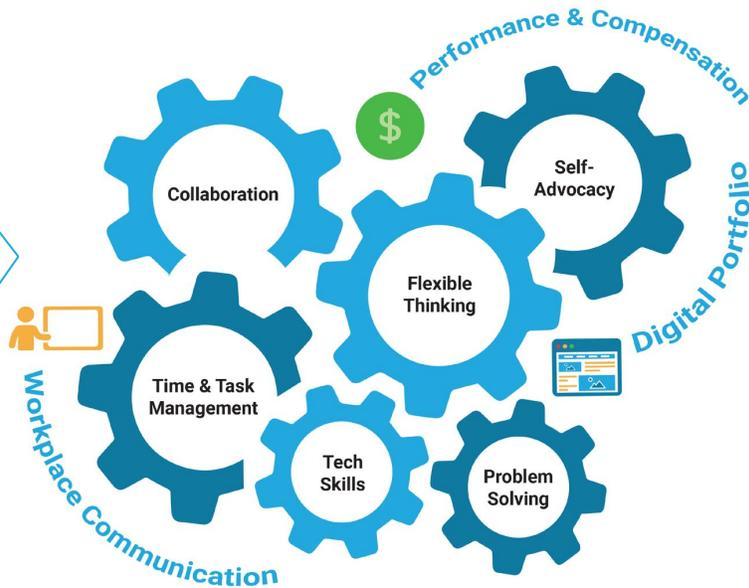 Performance & Compensation
$
Self-
Advocacy
Collaboration
Digital Portfolio
Flexible
Thinking
Time & Task
Management
Workplace Communication
Tech
Skills
Problem
Solving